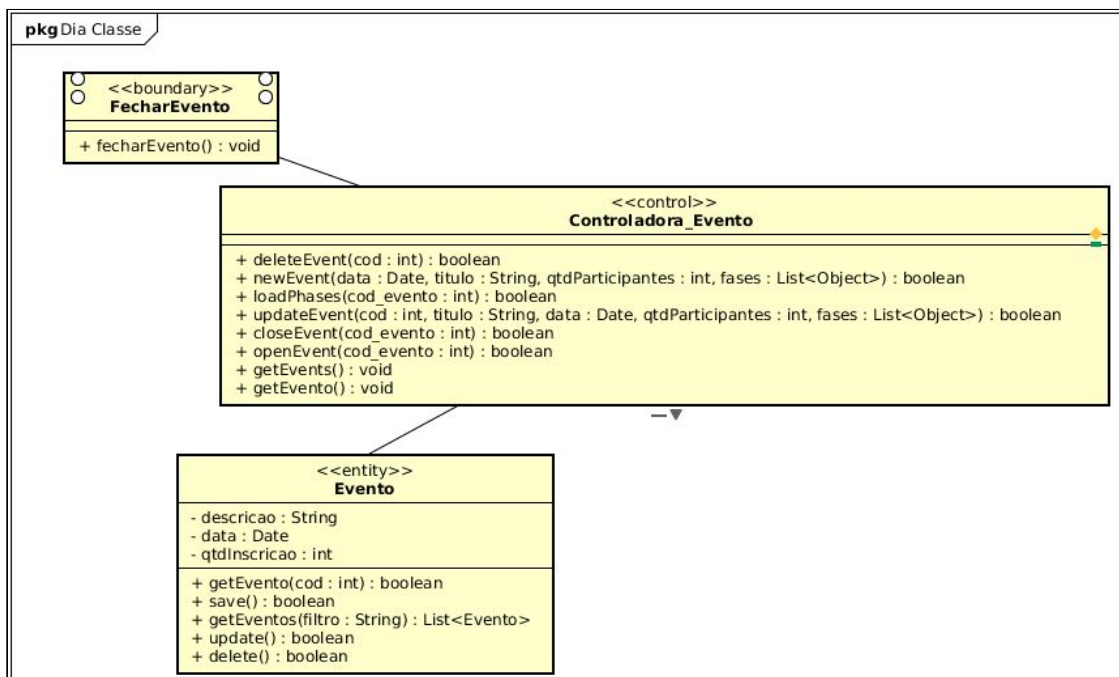 pkg Dia Classe
<<boundary>>
FecharEvento
+ fecharEvento() : void
<<control>>
Controladora_Evento
+ deleteEvent(cod : int) : boolean
+ newEvent(data : Date, titulo : String, qtdParticipantes : int, fases : List<Object>) : boolean
+ loadPhases(cod_evento : int) : boolean
+ updateEvent(cod : int, titulo : String, data : Date, qtdParticipantes : int, fases : List<Object>) : boolean
+ closeEvent(cod_evento : int) : boolean
+ openEvent(cod_evento : int) : boolean
+ getEvents() : void
+ getEvento() : void
<<entity>>
Evento
- descricao : String
- data : Date
- qtdInscricao : int
+ getEvento(cod : int) : boolean
+ save() : boolean
+ getEventos(filtro : String) : List<Evento>
+ update() : boolean
+ delete() : boolean